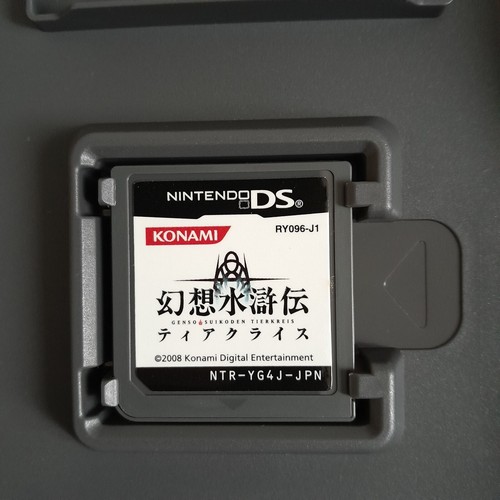 NINTENDO DS®
KONAMI
RY096-J1
幻想水滸伝
GENSO SUIKODEN TIERKREIS
ティアクライス
©2008 Konami Digital Entertainment
NTR-YG4J-JPN